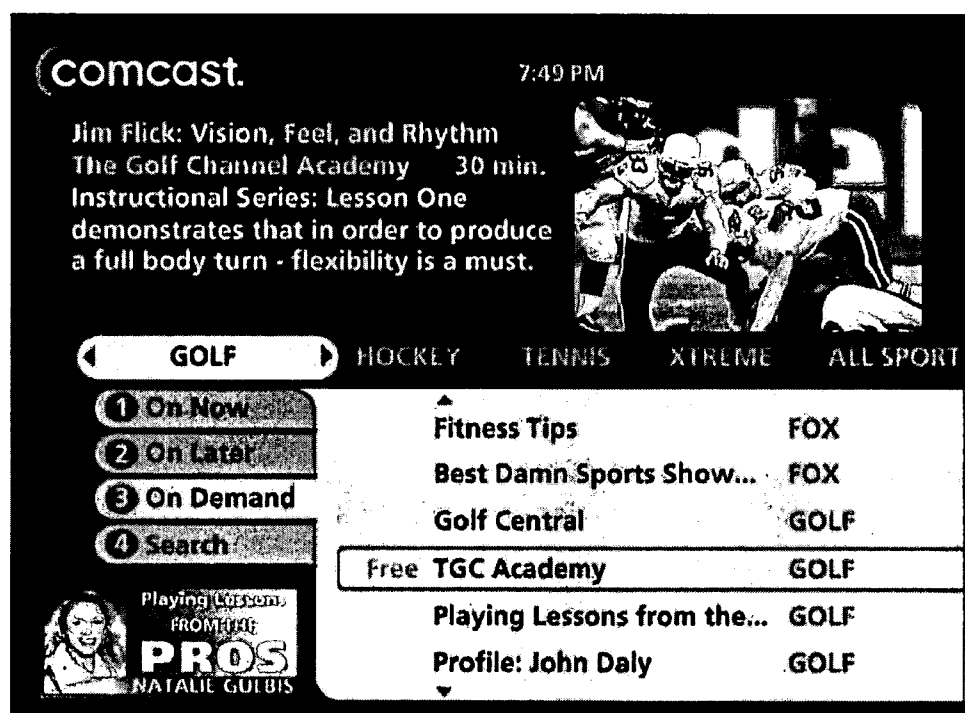 comcast.
7:49 PM
Jim Flick: Vision, Feel, and Rhythm
The Golf Channel Academy 30 min.
Instructional Series: Lesson One
demonstrates that in order to produce
a full body turn - flexibility is a must.
GOLF HOCKEY TENNIS XTREME ALL SPORT
1 On Now
2 On Later
3 On Demand
4 Search
Fitness Tips FOX
Best Damn Sports Show... FOX
Golf Central GOLF
Free TGC Academy GOLF
Playing Lessons from the... GOLF
Profile: John Daly GOLF
Playing Lessons
FROM THE
PROS
NATALIE GULBIS